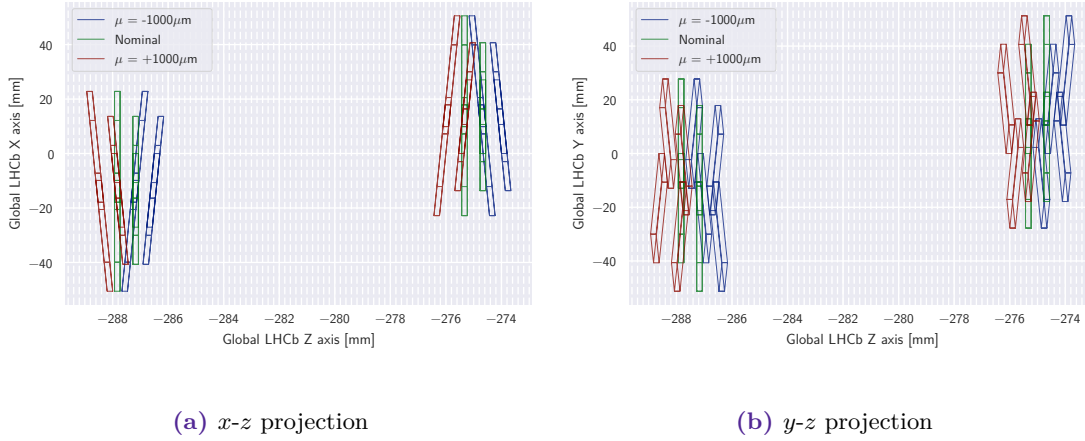 μ = -1000μm
Nominal
μ = +1000μm
40
20
0
−20
−40
Global LHCb X axis [mm]
−288 −286 −284 −282 −280 −278 −276 −274
Global LHCb Z axis [mm]
(a) x-z projection
μ = -1000μm
Nominal
μ = +1000μm
40
20
0
−20
−40
Global LHCb Y axis [mm]
−288 −286 −284 −282 −280 −278 −276 −274
Global LHCb Z axis [mm]
(b) y-z projection